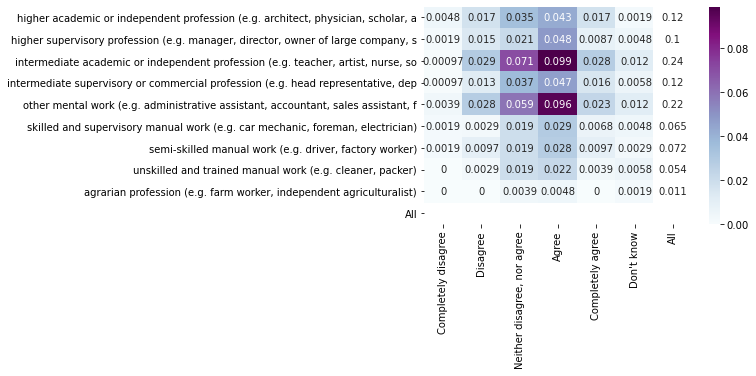 higher academic or independent profession (e.g. architect, physician, scholar, a 0.0048 0.017 0.035 0.043 0.017 0.0019 0.12
higher supervisory profession (e.g. manager, director, owner of large company, s 0.0019 0.015 0.021 0.048 0.0087 0.0048 0.1
intermediate academic or independent profession (e.g. teacher, artist, nurse, so 0.00097 0.029 0.071 0.099 0.028 0.012 0.24
intermediate supervisory or commercial profession (e.g. head representative, dep 0.00097 0.013 0.037 0.047 0.016 0.0058 0.12
other mental work (e.g. administrative assistant, accountant, sales assistant, f 0.0039 0.028 0.059 0.096 0.023 0.012 0.22
skilled and supervisory manual work (e.g. car mechanic, foreman, electrician) 0.0019 0.0029 0.019 0.029 0.0068 0.0048 0.065
semi-skilled manual work (e.g. driver, factory worker) 0.0019 0.0097 0.019 0.028 0.0097 0.0029 0.072
unskilled and trained manual work (e.g. cleaner, packer) 0 0.0029 0.019 0.022 0.0039 0.0058 0.054
agrarian profession (e.g. farm worker, independent agriculturalist) 0 0 0.0039 0.0048 0 0.0019 0.011
All
Completely disagree
Disagree
Neither disagree, nor agree
Agree
Completely agree
Don't know
All
0.08
0.06
0.04
0.02
0.00